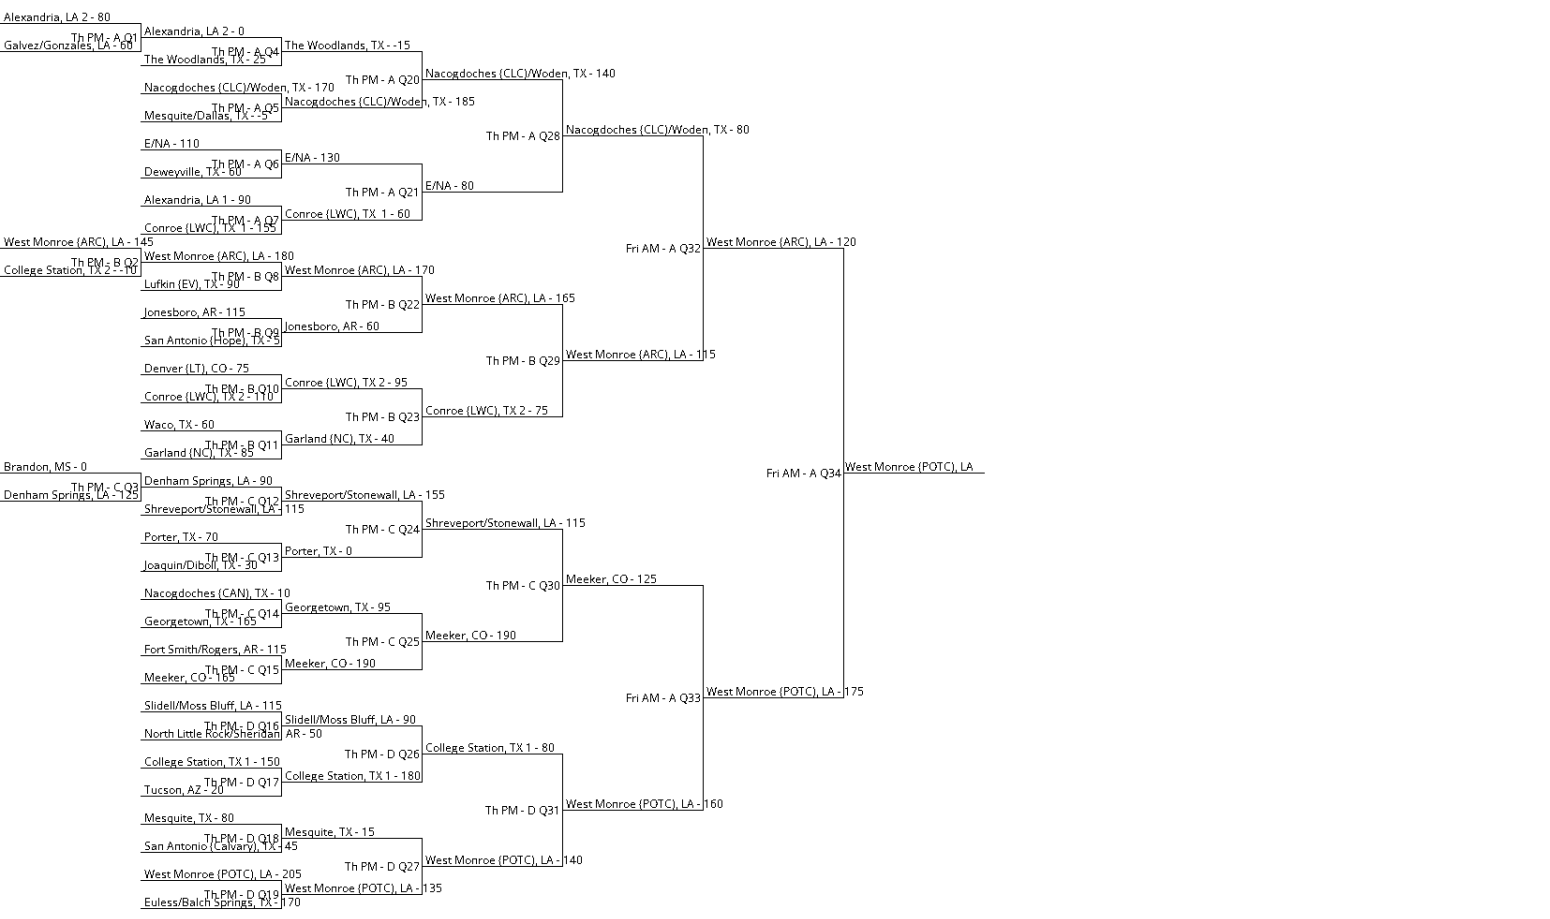 Alexandria, LA 2 - 80
Th PM - A Q1
Galvez/Gonzales, LA - 60
Alexandria, LA 2 - 0
Th PM - A Q4
The Woodlands, TX - 25
The Woodlands, TX - -15
Th PM - A Q20
Nacogdoches (CLC)/Woden, TX - 170
Th PM - A Q5
Mesquite/Dallas, TX - -5
Nacogdoches (CLC)/Woden, TX - 185
Nacogdoches (CLC)/Woden, TX - 140
Th PM - A Q28
E/NA - 110
Th PM - A Q6
Deweyville, TX - 60
E/NA - 130
Th PM - A Q21
Alexandria, LA 1 - 90
Th PM - A Q7
Conroe (LWC), TX 1 - 155
Conroe (LWC), TX 1 - 60
E/NA - 80
Nacogdoches (CLC)/Woden, TX - 80
Fri AM - A Q32
West Monroe (ARC), LA - 145
Th PM - B Q2
College Station, TX 2 - -10
West Monroe (ARC), LA - 180
Th PM - B Q8
Lufkin (EV), TX - 90
West Monroe (ARC), LA - 170
Th PM - B Q22
Jonesboro, AR - 115
Th PM - B Q9
San Antonio (Hope), TX - 5
Jonesboro, AR - 60
West Monroe (ARC), LA - 165
Th PM - B Q29
Denver (LT), CO - 75
Th PM - B Q10
Conroe (LWC), TX 2 - 110
Conroe (LWC), TX 2 - 95
Th PM - B Q23
Waco, TX - 60
Th PM - B Q11
Garland (NC), TX - 85
Garland (NC), TX - 40
Conroe (LWC), TX 2 - 75
West Monroe (ARC), LA - 115
West Monroe (ARC), LA - 120
Fri AM - A Q34
West Monroe (POTC), LA
Brandon, MS - 0
Th PM - C Q3
Denham Springs, LA - 125
Denham Springs, LA - 90
Th PM - C Q12
Shreveport/Stonewall, LA - 115
Shreveport/Stonewall, LA - 155
Th PM - C Q24
Porter, TX - 70
Th PM - C Q13
Joaquin/Diboll, TX - 30
Porter, TX - 0
Shreveport/Stonewall, LA - 115
Th PM - C Q30
Nacogdoches (CAN), TX - 10
Th PM - C Q14
Georgetown, TX - 165
Georgetown, TX - 95
Th PM - C Q25
Fort Smith/Rogers, AR - 115
Th PM - C Q15
Meeker, CO - 165
Meeker, CO - 190
Meeker, CO - 190
Meeker, CO - 125
Fri AM - A Q33
West Monroe (POTC), LA - 175
Slidell/Moss Bluff, LA - 115
Th PM - D Q16
North Little Rock/Sheridan, AR - 50
Slidell/Moss Bluff, LA - 90
Th PM - D Q26
College Station, TX 1 - 150
Th PM - D Q17
Tucson, AZ - 20
College Station, TX 1 - 180
College Station, TX 1 - 80
Th PM - D Q31
West Monroe (POTC), LA - 160
Mesquite, TX - 80
Th PM - D Q18
San Antonio (Calvary), TX - 45
Mesquite, TX - 15
Th PM - D Q27
West Monroe (POTC), LA - 140
West Monroe (POTC), LA - 205
Th PM - D Q19
Euless/Balch Springs, TX - 170
West Monroe (POTC), LA - 135